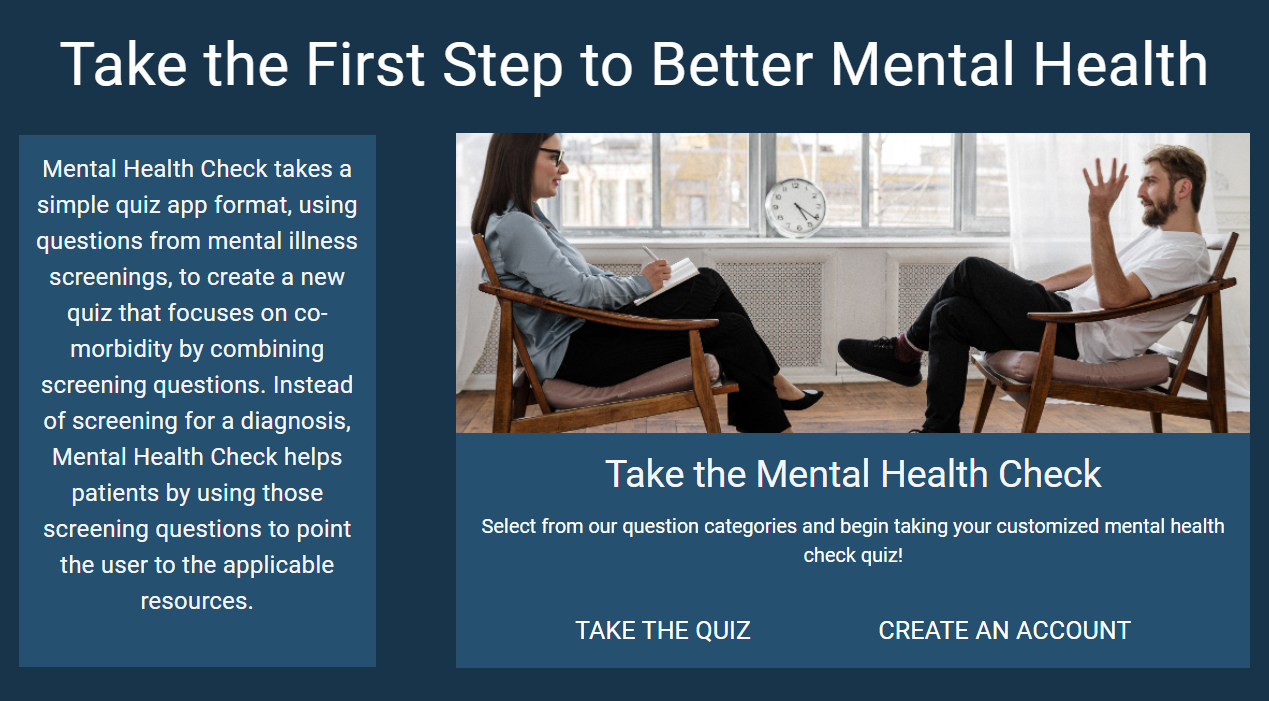 Take the First Step to Better Mental Health
Mental Health Check takes a
simple quiz app format, using
questions from mental illness
screenings, to create a new
quiz that focuses on co-
morbidity by combining
screening questions. Instead
of screening for a diagnosis,
Mental Health Check helps
patients by using those
screening questions to point
the user to the applicable
resources.
Take the Mental Health Check
Select from our question categories and begin taking your customized mental health
check quiz!
TAKE THE QUIZ
CREATE AN ACCOUNT